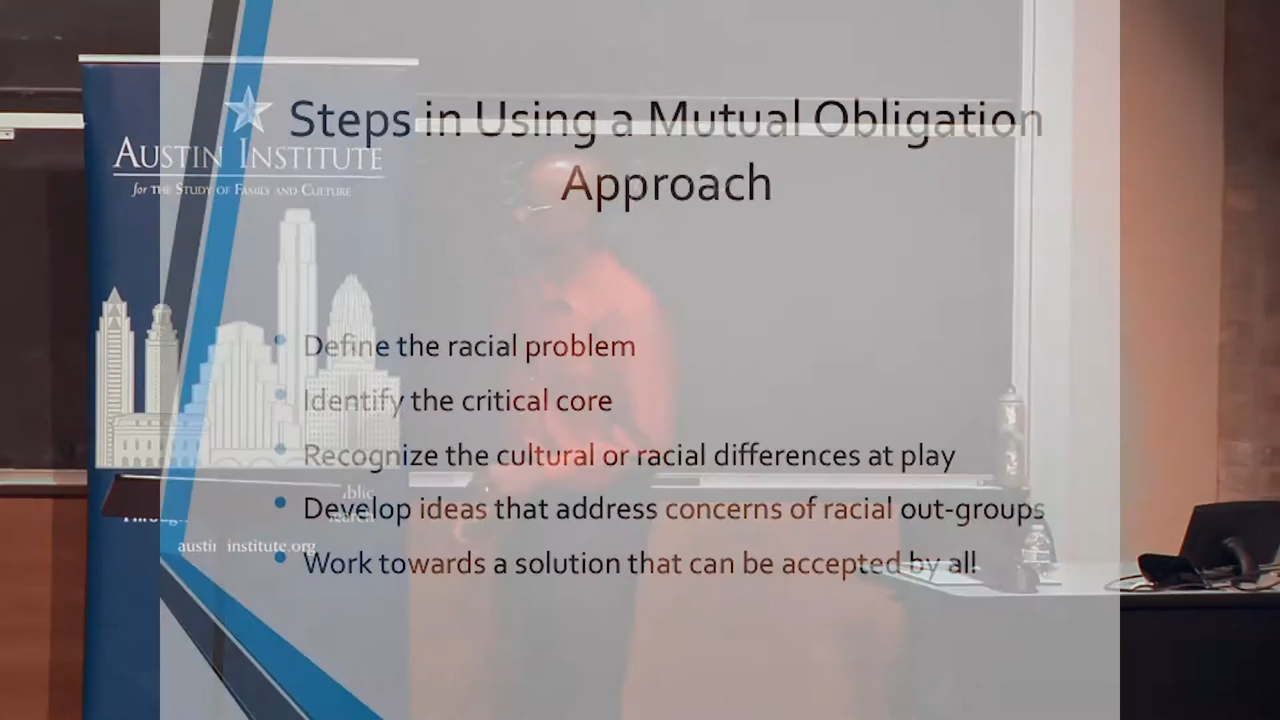 Steps in Using a Mutual Obligation
Approach
AUSTIN INSTITUTE
for THE STUDY OF FAMILY AND CULTURE
Define the racial problem
Identify the critical core
Recognize the cultural or racial differences at play
Develop ideas that address concerns of racial out-groups
Work towards a solution that can be accepted by all!
austin institute.org